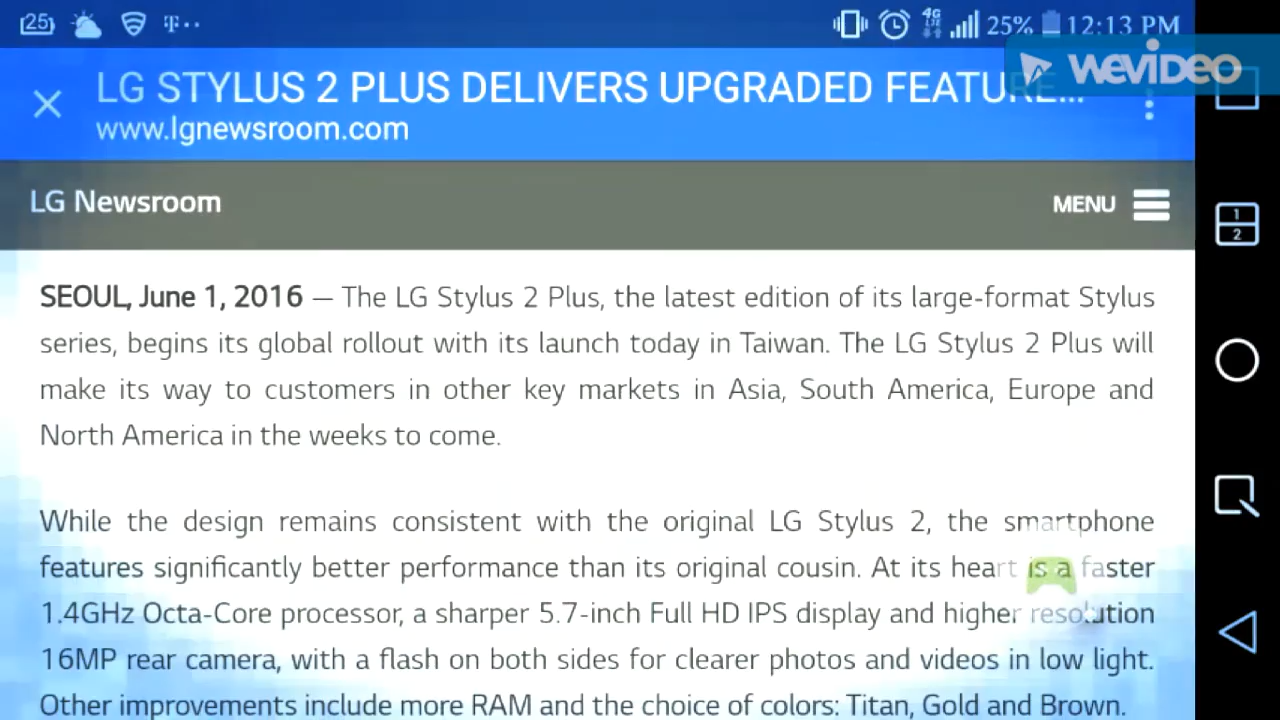 25 T·· 4G LTE 25% 12:13 PM
WEVIDEO
LG STYLUS 2 PLUS DELIVERS UPGRADED FEATURE...
www.lgnewsroom.com
LG Newsroom MENU
1
2
SEOUL, June 1, 2016 — The LG Stylus 2 Plus, the latest edition of its large-format Stylus
series, begins its global rollout with its launch today in Taiwan. The LG Stylus 2 Plus will
make its way to customers in other key markets in Asia, South America, Europe and
North America in the weeks to come.
While the design remains consistent with the original LG Stylus 2, the smartphone
features significantly better performance than its original cousin. At its heart is a faster
1.4GHz Octa-Core processor, a sharper 5.7-inch Full HD IPS display and higher resolution
16MP rear camera, with a flash on both sides for clearer photos and videos in low light.
Other improvements include more RAM and the choice of colors: Titan, Gold and Brown.